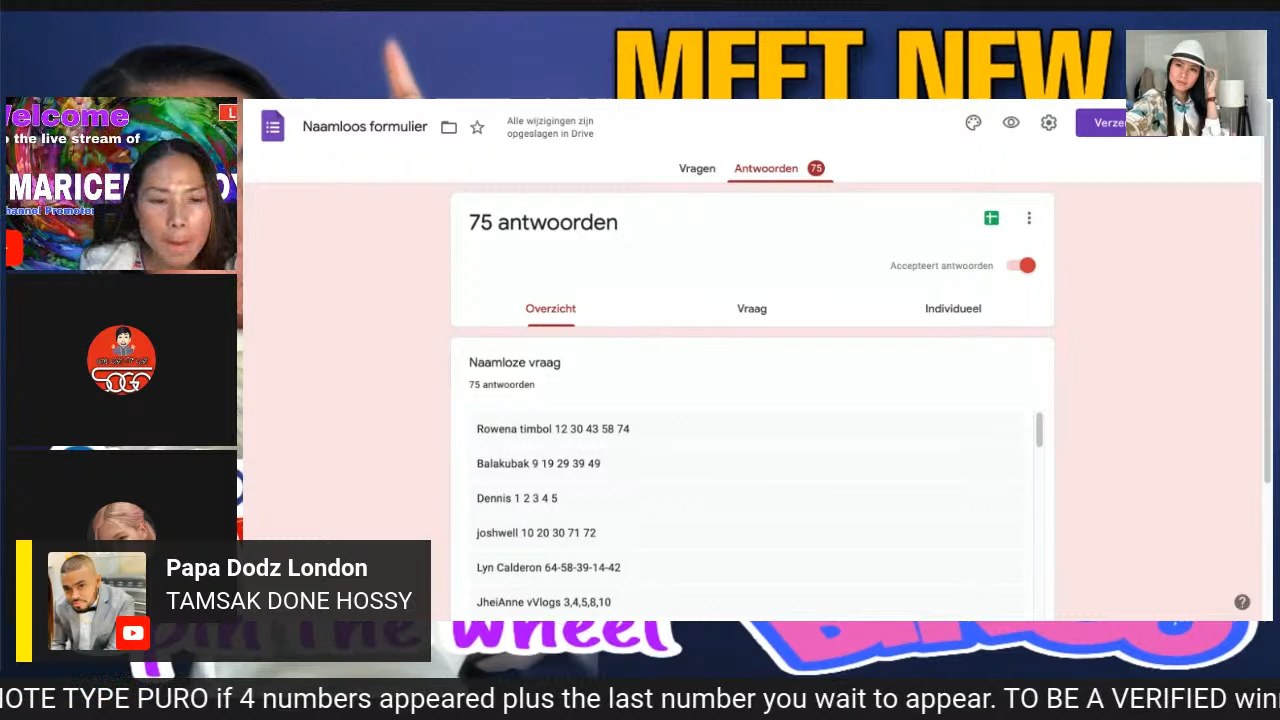 MEET NEW
Welcome
o the live stream of
MARICEL
Channel Promoter
Naamloos formulier
Alle wijzigingen zijn
opgeslagen in Drive
Verze
Vragen
Antwoorden 75
75 antwoorden
Accepteert antwoorden
Overzicht
Vraag
Individueel
Naamloze vraag
75 antwoorden
Rowena timbol 12 30 43 58 74
Balakubak 9 19 29 39 49
Dennis 1 2 3 4 5
joshwell 10 20 30 71 72
Lyn Calderon 64-58-39-14-42
JheiAnne vVlogs 3,4,5,8,10
SOGO
Papa Dodz London
TAMSAK DONE HOSSY
the wheel
BINGO
NOTE TYPE PURO if 4 numbers appeared plus the last number you wait to appear. TO BE A VERIFIED win